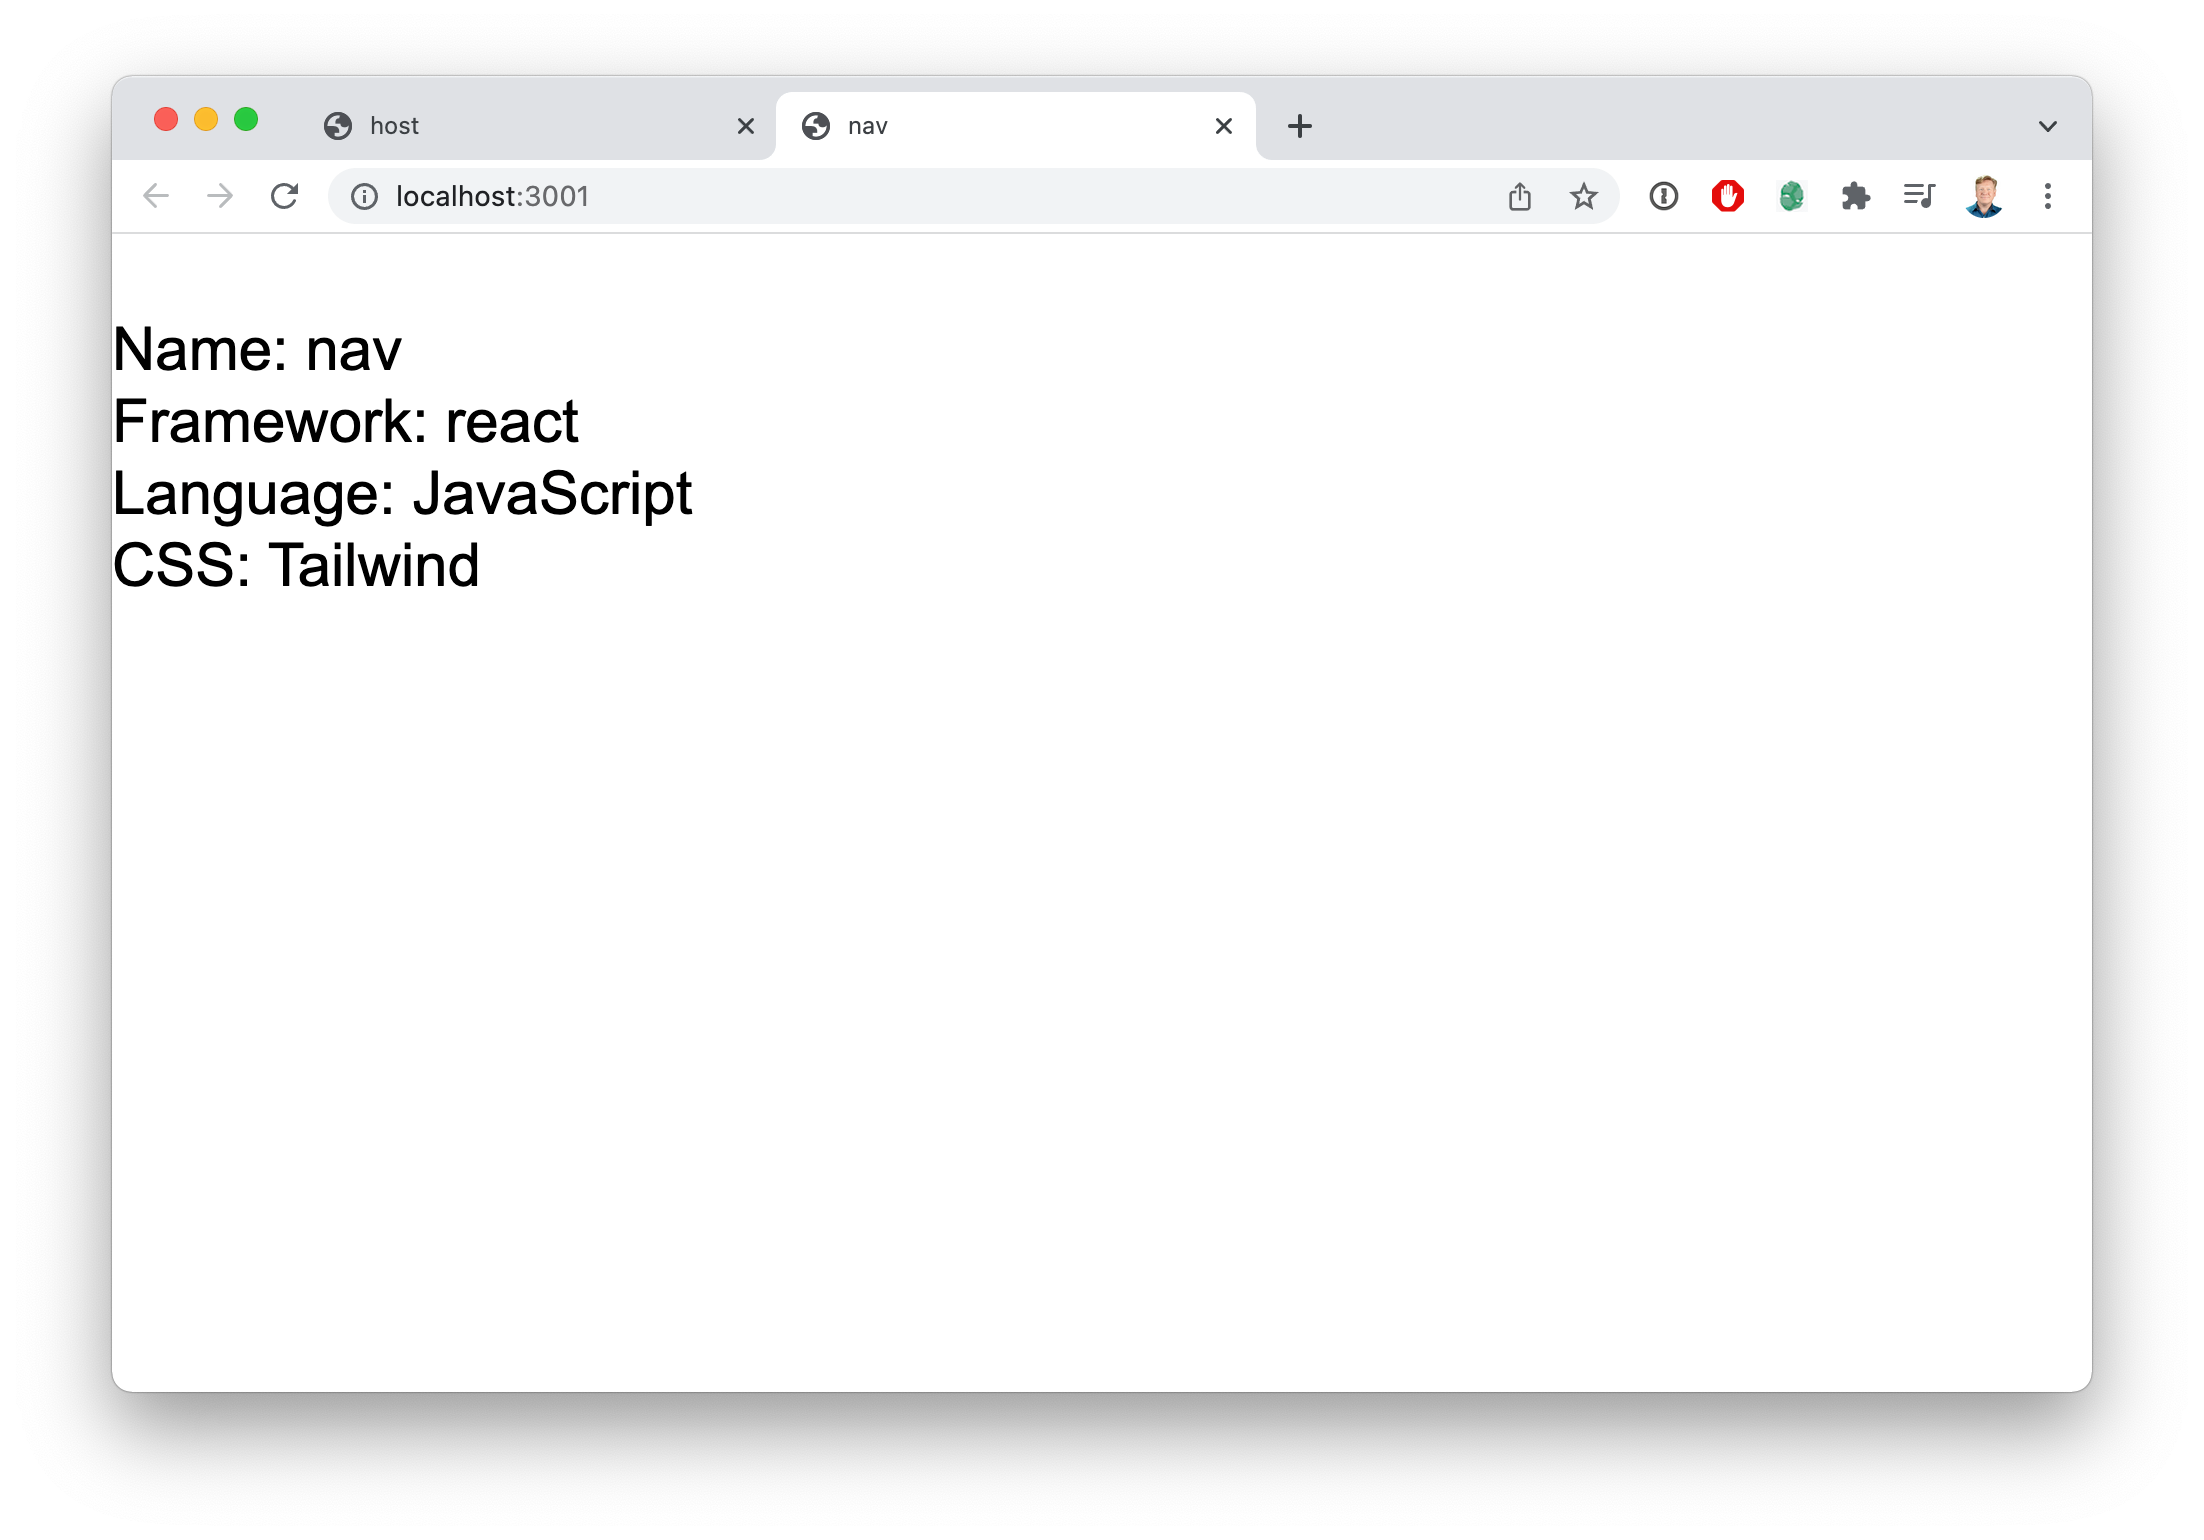 host
nav
localhost:3001
Name: nav
Framework: react
Language: JavaScript
CSS: Tailwind